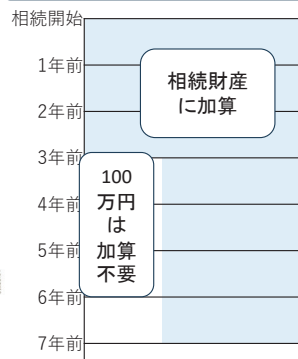 相続開始
1年前
2年前
3年前
4年前
5年前
6年前
7年前
相続財産
に加算
100
万円
は
加算
不要